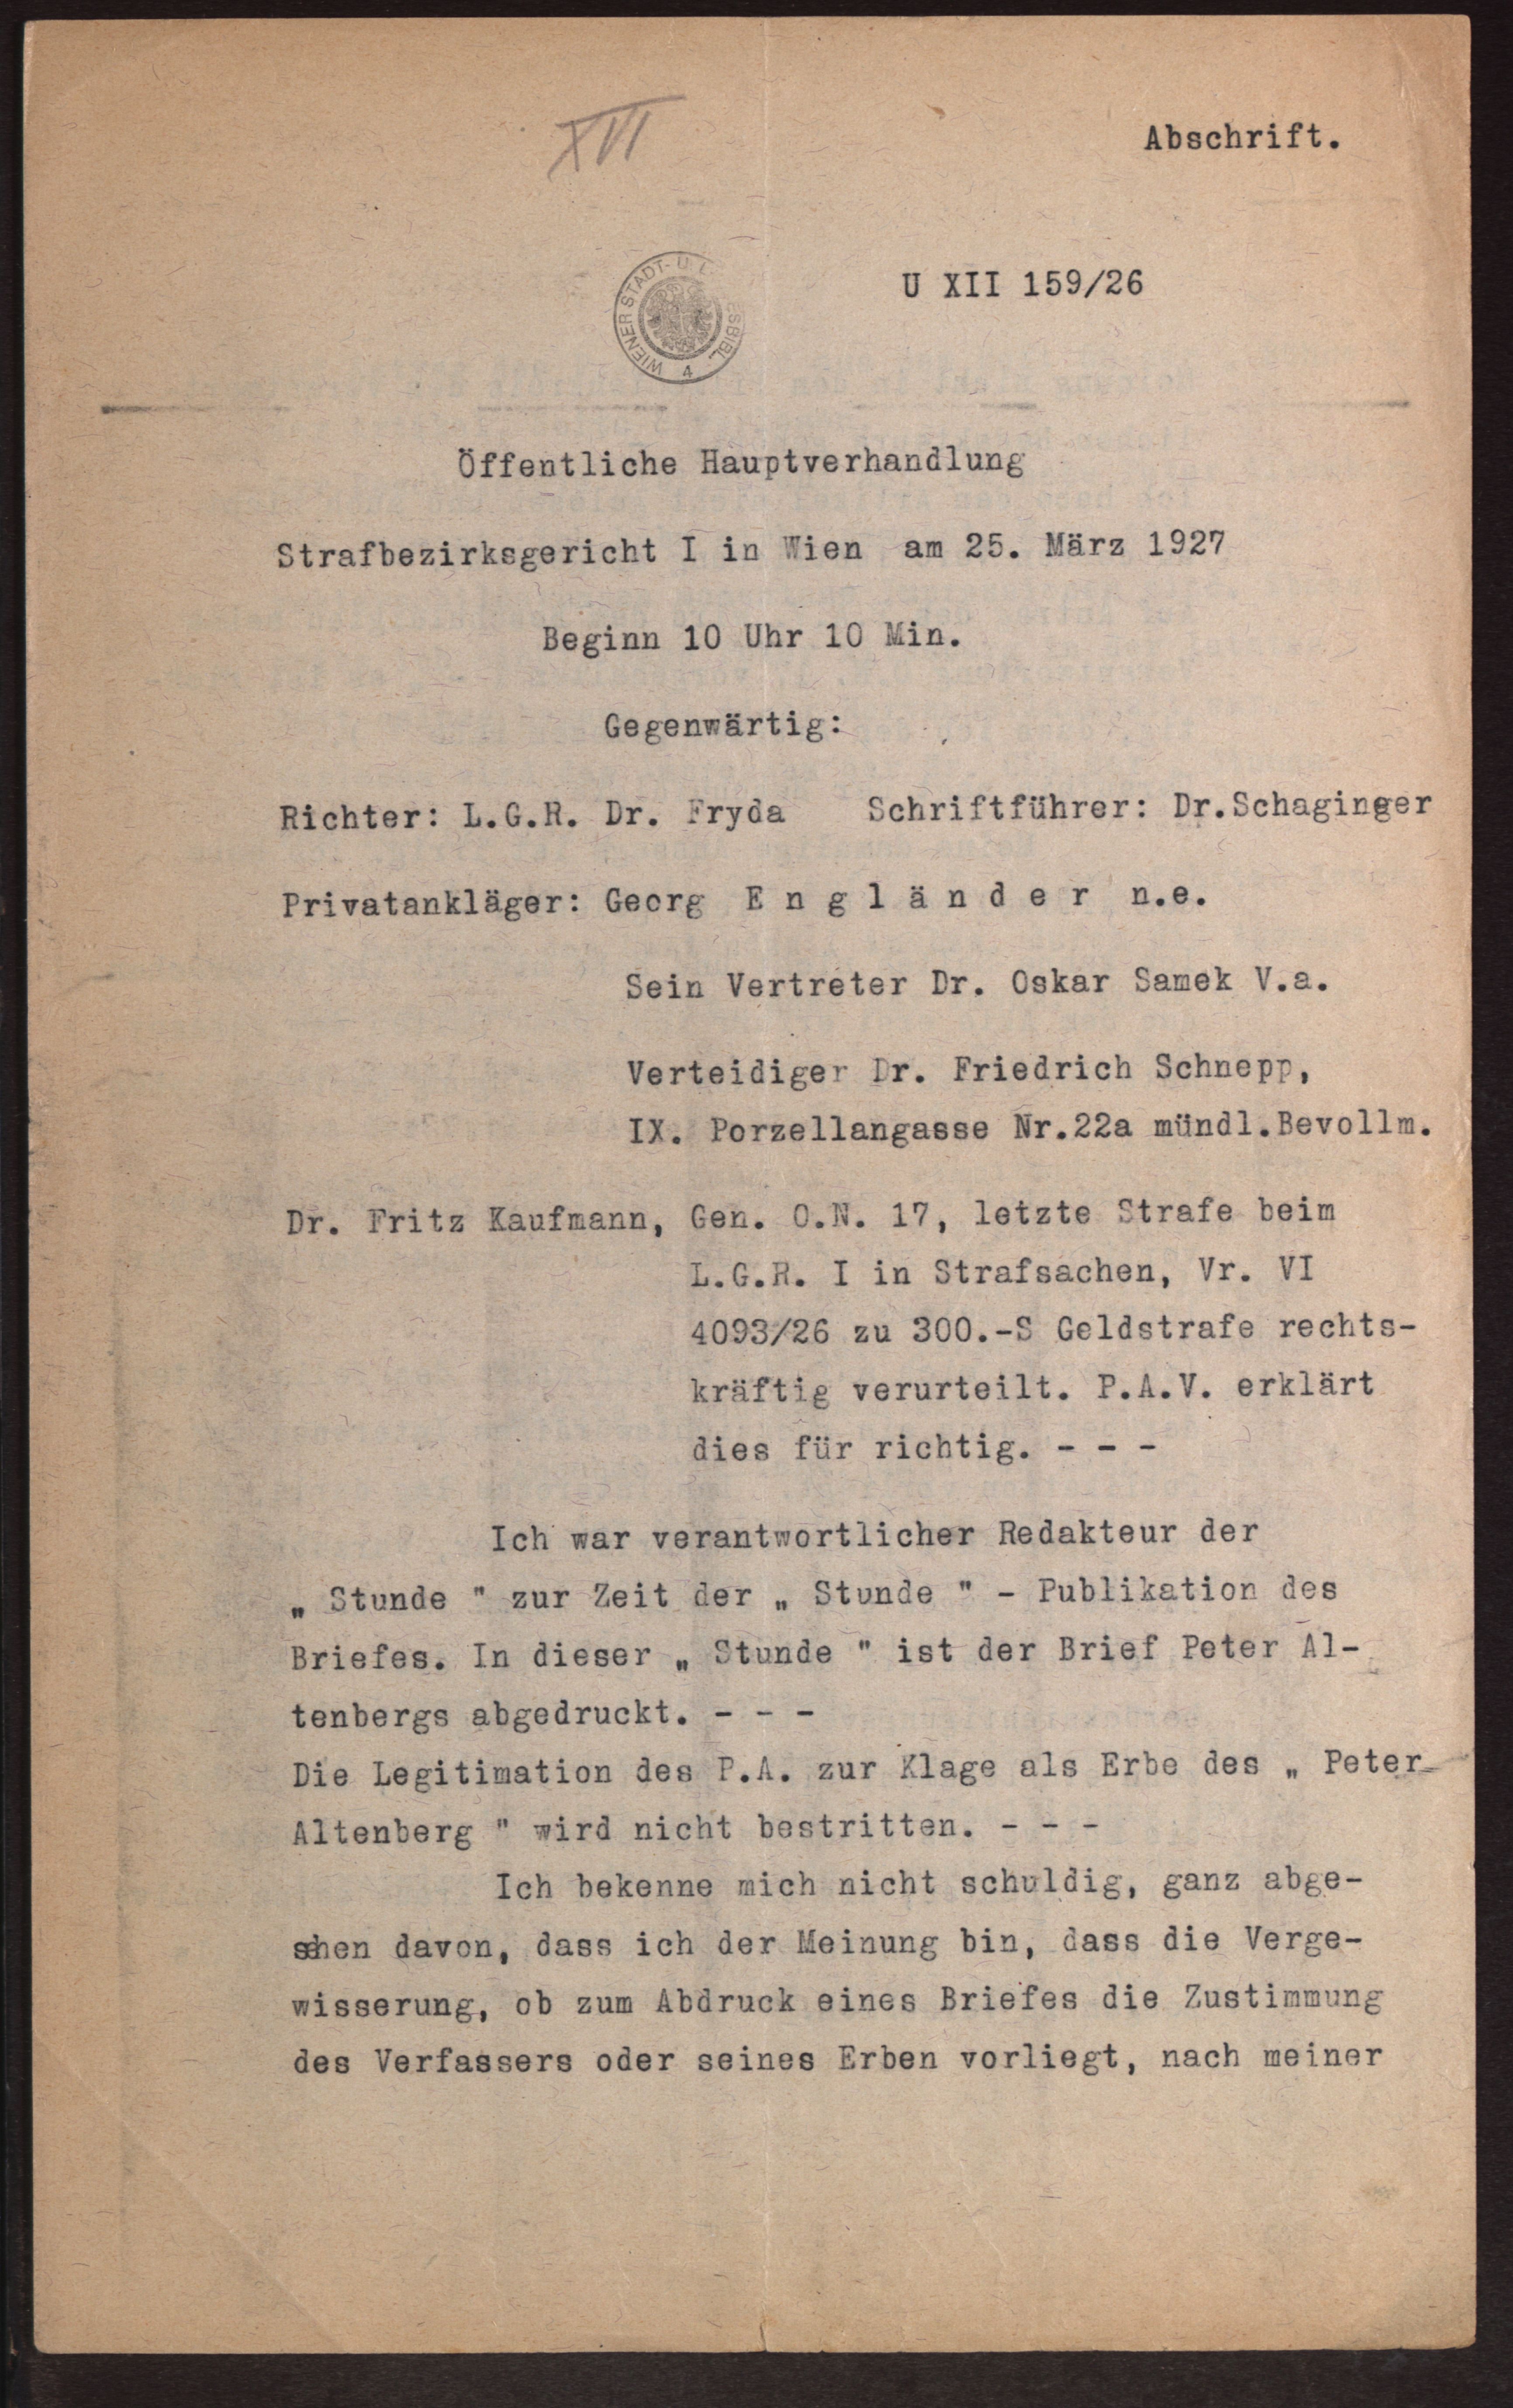 XVI
Abschrift.
WIENER STADT- U. L SBIBL.
4
U XII 159/26
Öffentliche Hauptverhandlung
Strafbezirksgericht I in Wien am 25. März 1927
Beginn 10 Uhr 10 Min.
Gegenwärtig:
Richter: L.G.R. Dr. Fryda Schriftführer: Dr.Schaginger
Privatankläger: Georg E n g l ä n d e r n.e.
Sein Vertreter Dr. Oskar Samek V.a.
Verteidiger Dr. Friedrich Schnepp,
IX. Porzellangasse Nr.22a mündl.Bevollm.
Dr. Fritz Kaufmann, Gen. O.N. 17, letzte Strafe beim
L.G.R. I in Strafsachen, Vr. VI
4093/26 zu 300.-S Geldstrafe rechts-
kräftig verurteilt. P.A.V. erklärt
dies für richtig. - - -
Ich war verantwortlicher Redakteur der
„ Stunde " zur Zeit der „ Stunde " - Publikation des
Briefes. In dieser „ Stunde " ist der Brief Peter Al-
tenbergs abgedruckt. - - -
Die Legitimation des P.A. zur Klage als Erbe des „ Peter
Altenberg " wird nicht bestritten. - - -
Ich bekenne mich nicht schuldig, ganz abge-
sehen davon, dass ich der Meinung bin, dass die Verge-
wisserung, ob zum Abdruck eines Briefes die Zustimmung
des Verfassers oder seines Erben vorliegt, nach meiner